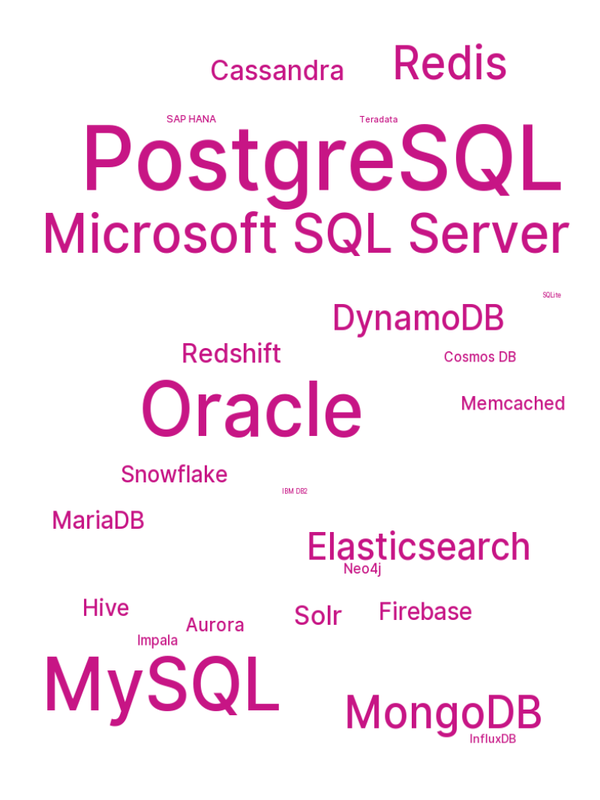 Redis
Cassandra
SAP HANA
Teradata
PostgreSQL
Microsoft SQL Server
SQLite
DynamoDB
Redshift
Cosmos DB
Oracle
Memcached
Snowflake
IBM DB2
MariaDB
Elasticsearch
Neo4j
Hive
Solr
Firebase
Aurora
Impala
MySQL
MongoDB
InfluxDB